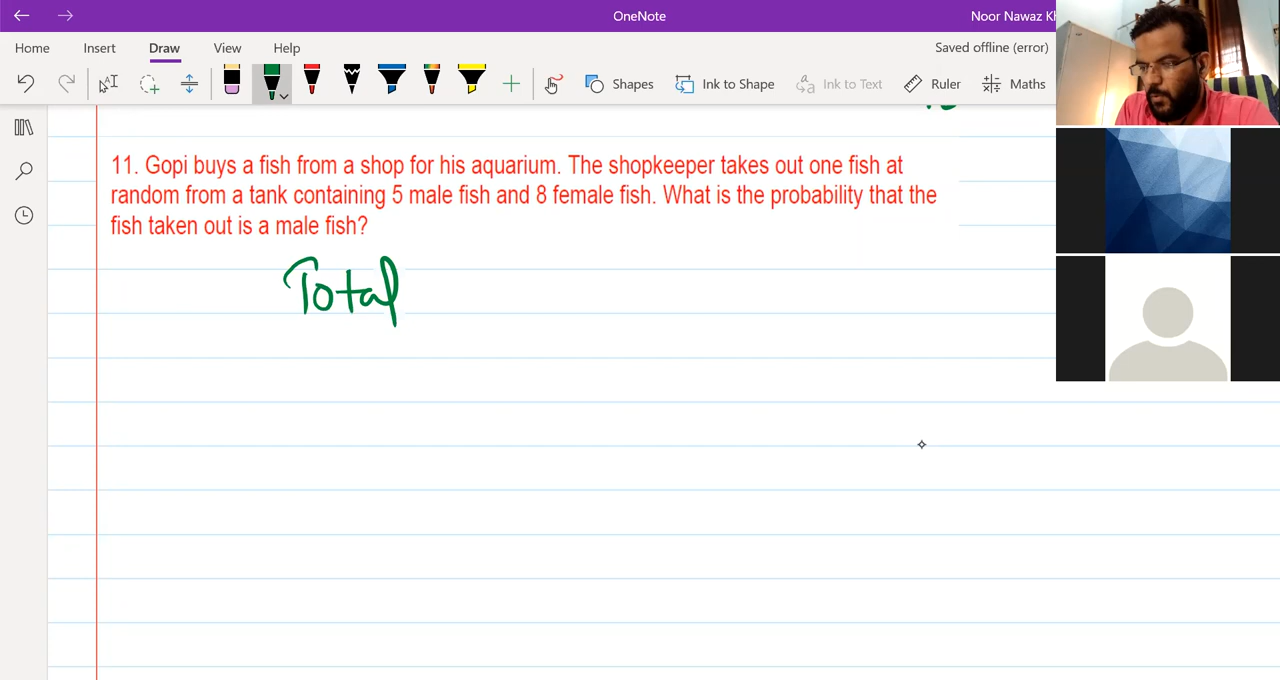 OneNote
Noor Nawaz Kh
Home Insert Draw View Help
Saved offline (error)
Shapes Ink to Shape Ink to Text Ruler Maths
11. Gopi buys a fish from a shop for his aquarium. The shopkeeper takes out one fish at
random from a tank containing 5 male fish and 8 female fish. What is the probability that the
fish taken out is a male fish?
Total